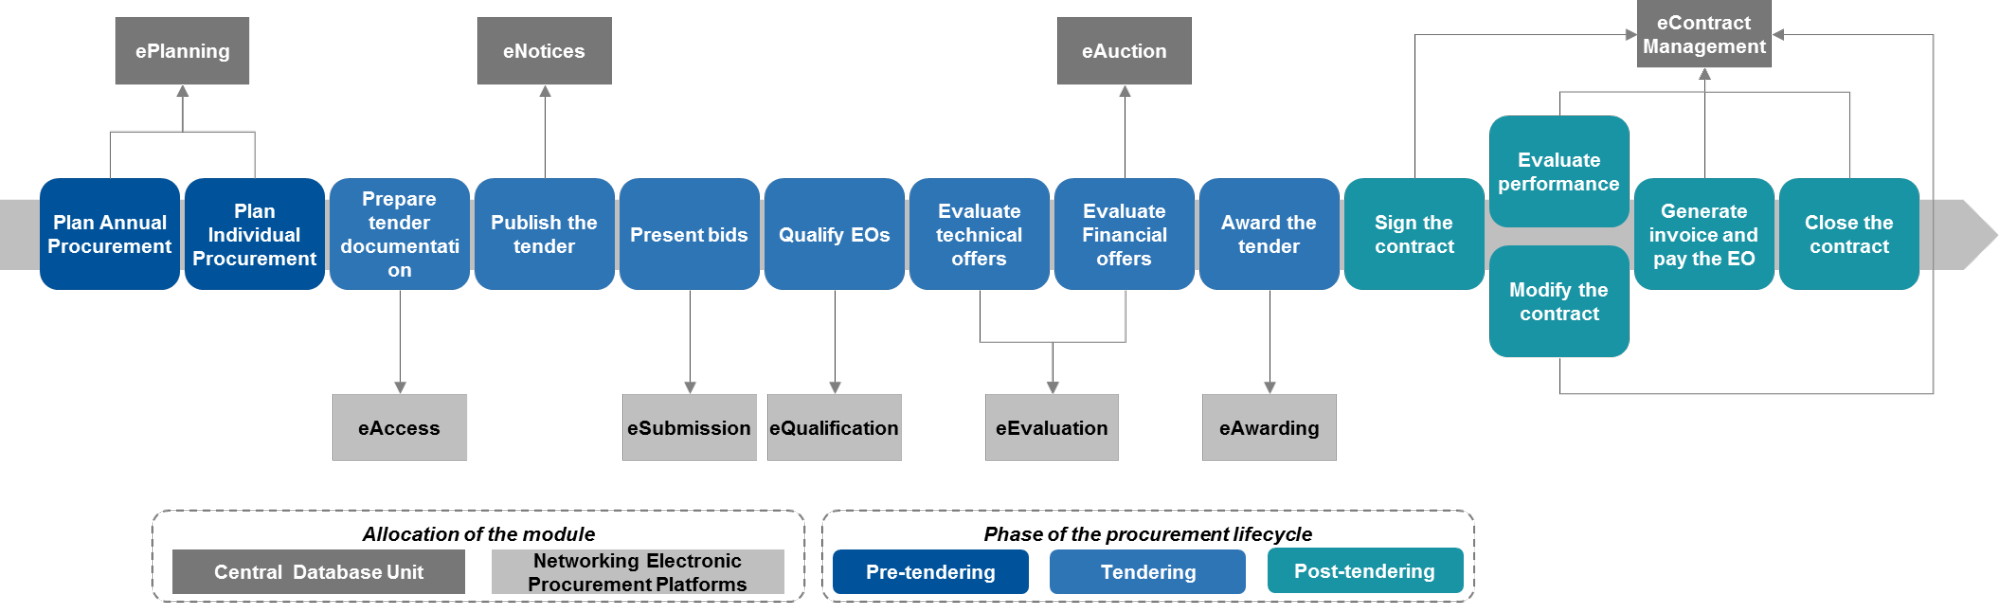 ePlanning
eNotices
eAuction
eContract
Management
Plan Annual
Procurement
Plan
Individual
Procurement
Prepare
tender
documentati
on
Publish the
tender
Present bids
Qualify EOs
Evaluate
technical
offers
Evaluate
Financial
offers
Award the
tender
Sign the
contract
Evaluate
performance
Modify the
contract
Generate
invoice and
pay the EO
Close the
contract
eAccess
eSubmission
eQualification
eEvaluation
eAwarding
Allocation of the module
Central Database Unit
Networking Electronic
Procurement Platforms
Phase of the procurement lifecycle
Pre-tendering
Tendering
Post-tendering